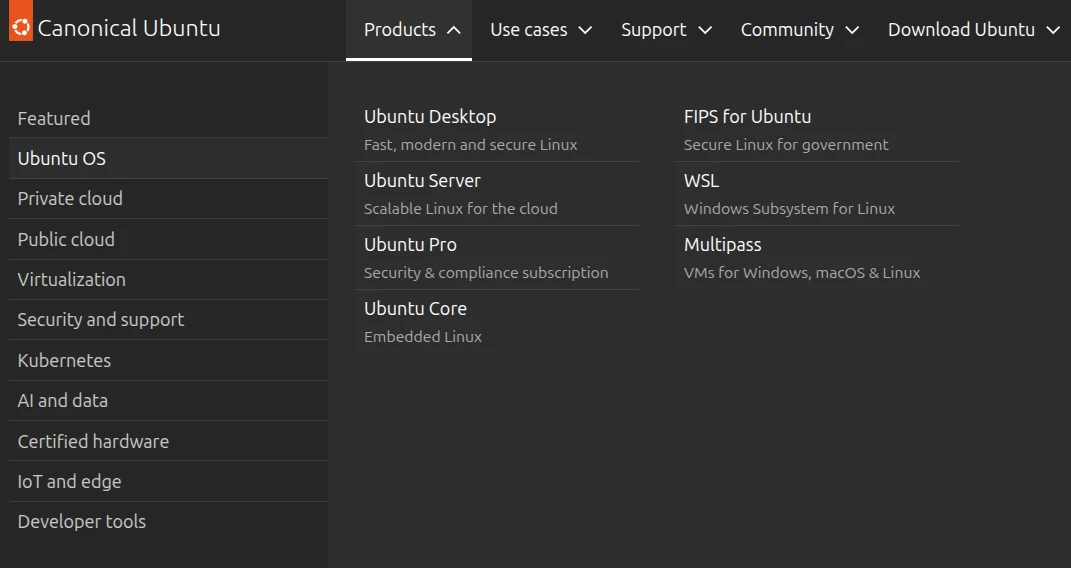 Canonical Ubuntu
Products
Use cases
Support
Community
Download Ubuntu
Featured
Ubuntu OS
Private cloud
Public cloud
Virtualization
Security and support
Kubernetes
AI and data
Certified hardware
IoT and edge
Developer tools
Ubuntu Desktop
Fast, modern and secure Linux
Ubuntu Server
Scalable Linux for the cloud
Ubuntu Pro
Security & compliance subscription
Ubuntu Core
Embedded Linux
FIPS for Ubuntu
Secure Linux for government
WSL
Windows Subsystem for Linux
Multipass
VMs for Windows, macOS & Linux